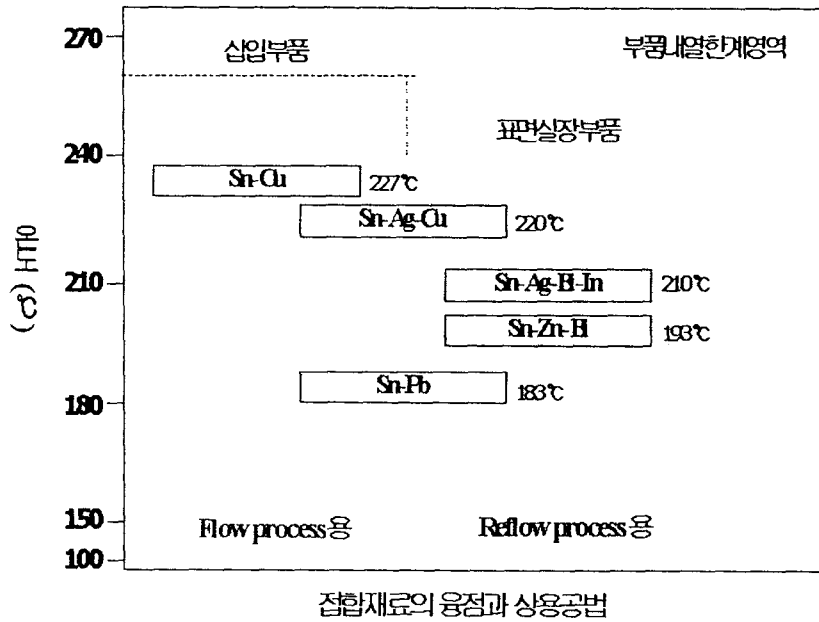 270
삽입부품
부품내열한계영역
표면실장부품
240
Sn-Cu
227℃
Sn-Ag-Cu
220℃
210
Sn-Ag-Bi-In
210℃
Sn-Zn-Bi
193℃
Sn-Pb
183℃
180
150
Flow process용
Reflow process용
100
접합재료의 융점과 상용공법